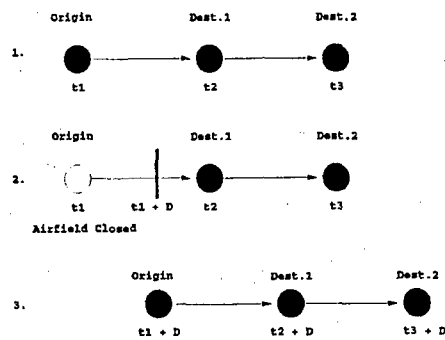 Origin Dest.1 Dest.2
1.
t1 t2 t3
Origin Dest.1 Dest.2
2.
t1 t1 + D t2 t3
Airfield Closed
Origin Dest.1 Dest.2
3.
t1 + D t2 + D t3 + D